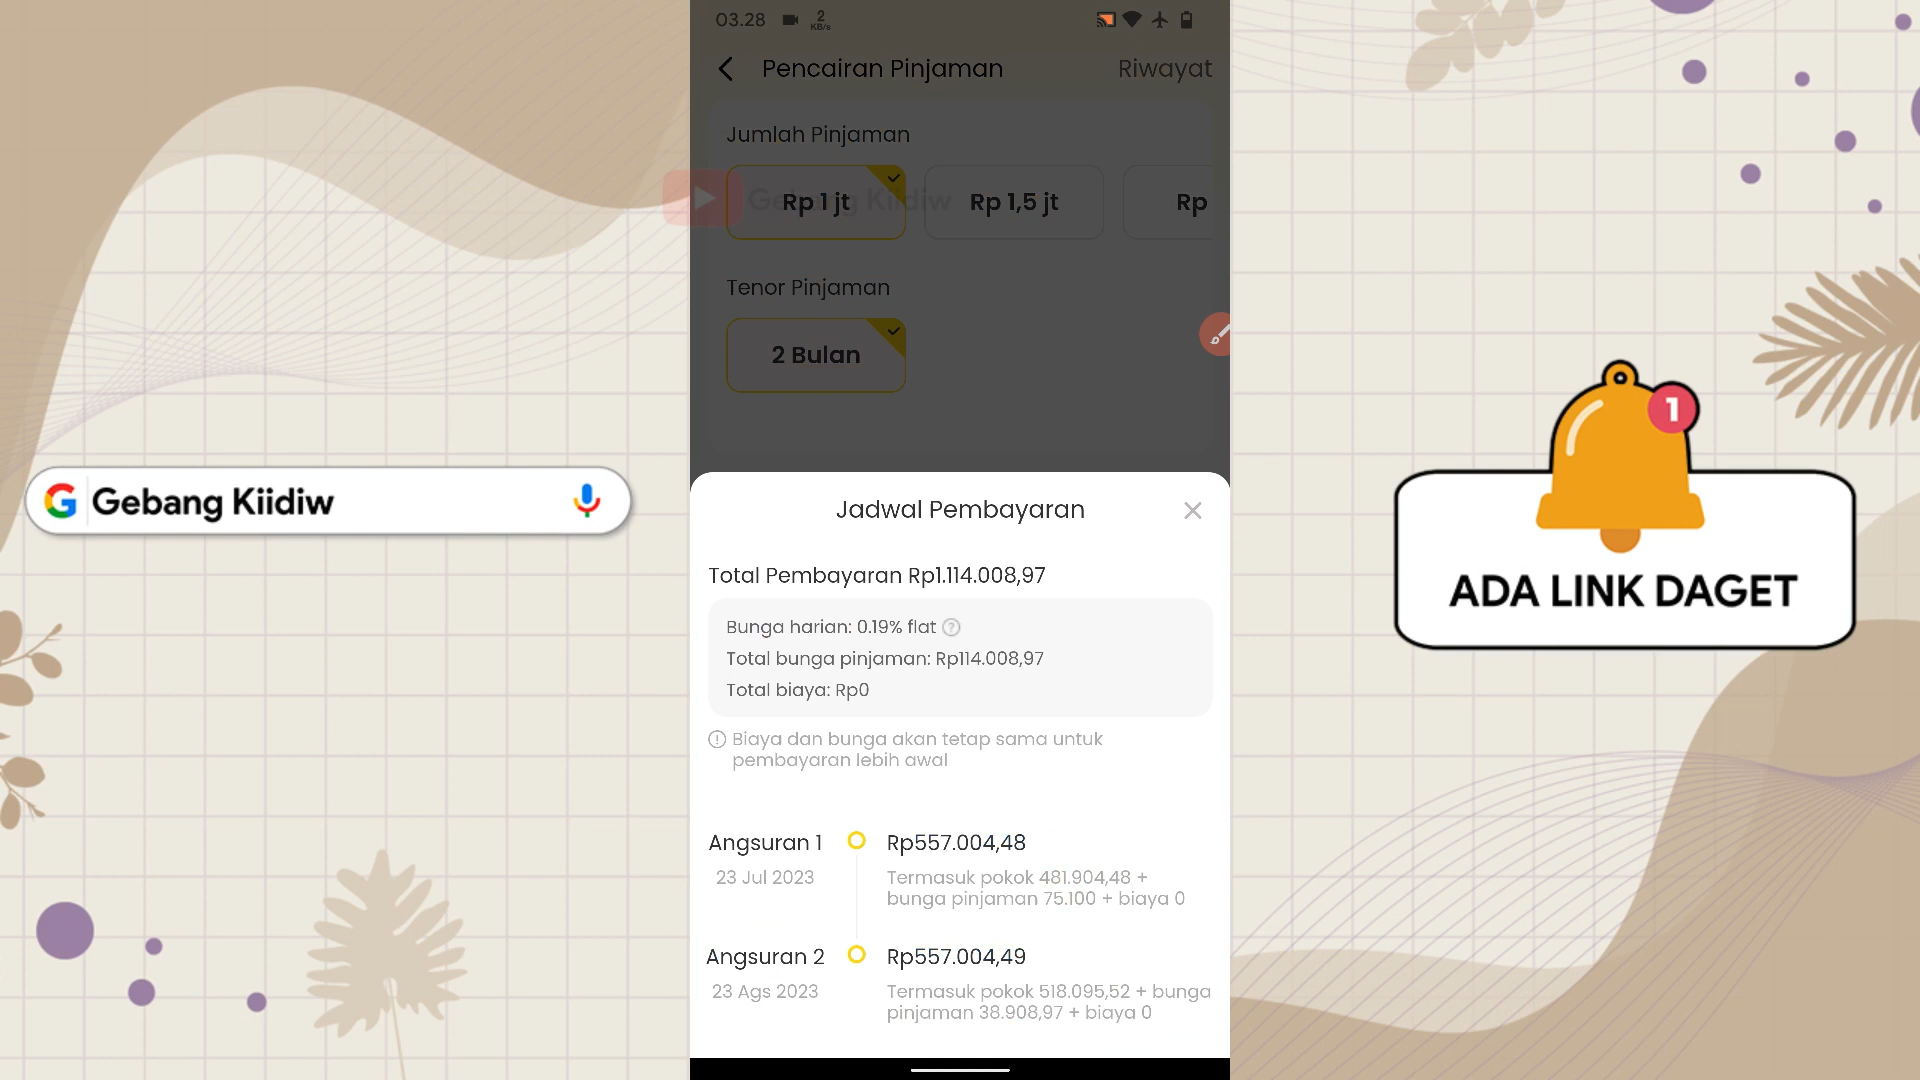 03.28
2
KB/s
Pencairan Pinjaman
Riwayat
Jumlah Pinjaman
Rp 1 jt
Rp 1,5 jt
Rp
Gebang Kiidiw
Tenor Pinjaman
2 Bulan
Gebang Kiidiw
Jadwal Pembayaran
Total Pembayaran Rp1.114.008,97
Bunga harian: 0.19% flat ?
Total bunga pinjaman: Rp114.008,97
Total biaya: Rp0
Biaya dan bunga akan tetap sama untuk
pembayaran lebih awal
Angsuran 1
Rp557.004,48
23 Jul 2023
Termasuk pokok 481.904,48 +
bunga pinjaman 75.100 + biaya 0
Angsuran 2
Rp557.004,49
23 Ags 2023
Termasuk pokok 518.095,52 + bunga
pinjaman 38.908,97 + biaya 0
1
ADA LINK DAGET